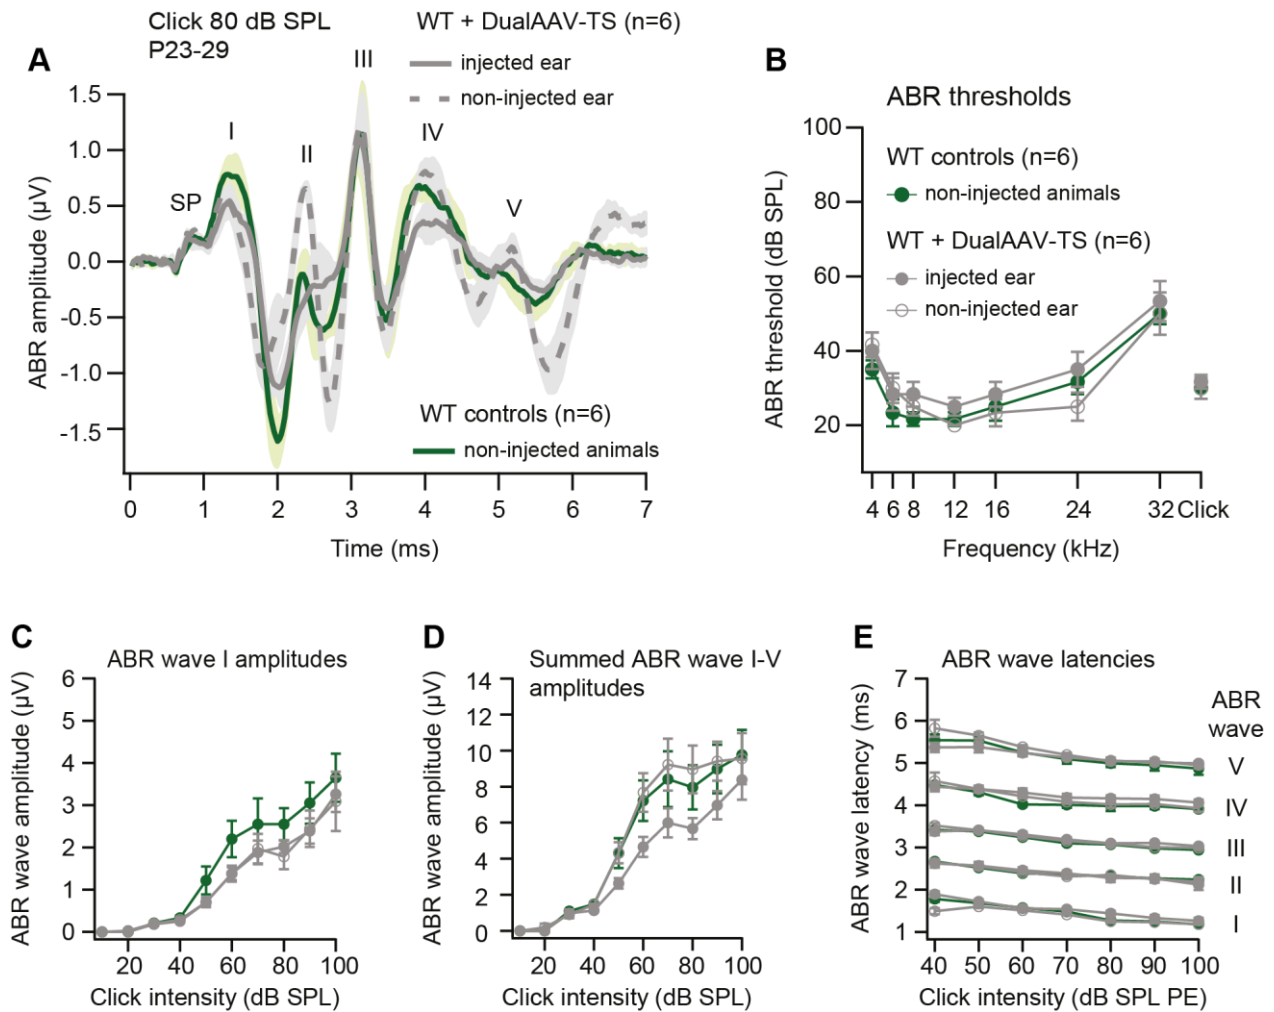 A
Click 80 dB SPL
P23-29
WT + DualAAV-TS (n=6)
injected ear
non-injected ear
SP
I
II
III
IV
V
WT controls (n=6)
non-injected animals
ABR amplitude (µV)
1.5
1.0
0.5
0.0
-0.5
-1.0
-1.5
0 1 2 3 4 5 6 7
Time (ms)
B
ABR thresholds
WT controls (n=6)
non-injected animals
WT + DualAAV-TS (n=6)
injected ear
non-injected ear
ABR threshold (dB SPL)
100
80
60
40
20
4 6 8 12 16 24 32 Click
Frequency (kHz)
C
ABR wave I amplitudes
ABR wave amplitude (µV)
6
5
4
3
2
1
0
20 40 60 80 100
Click intensity (dB SPL)
D
Summed ABR wave I-V
amplitudes
ABR wave amplitude (µV)
14
12
10
8
6
4
2
0
20 40 60 80 100
Click intensity (dB SPL)
E
ABR wave latencies
ABR wave latency (ms)
7
6
5
4
3
2
1
ABR
wave
V
IV
III
II
I
40 50 60 70 80 90 100
Click intensity (dB SPL PE)